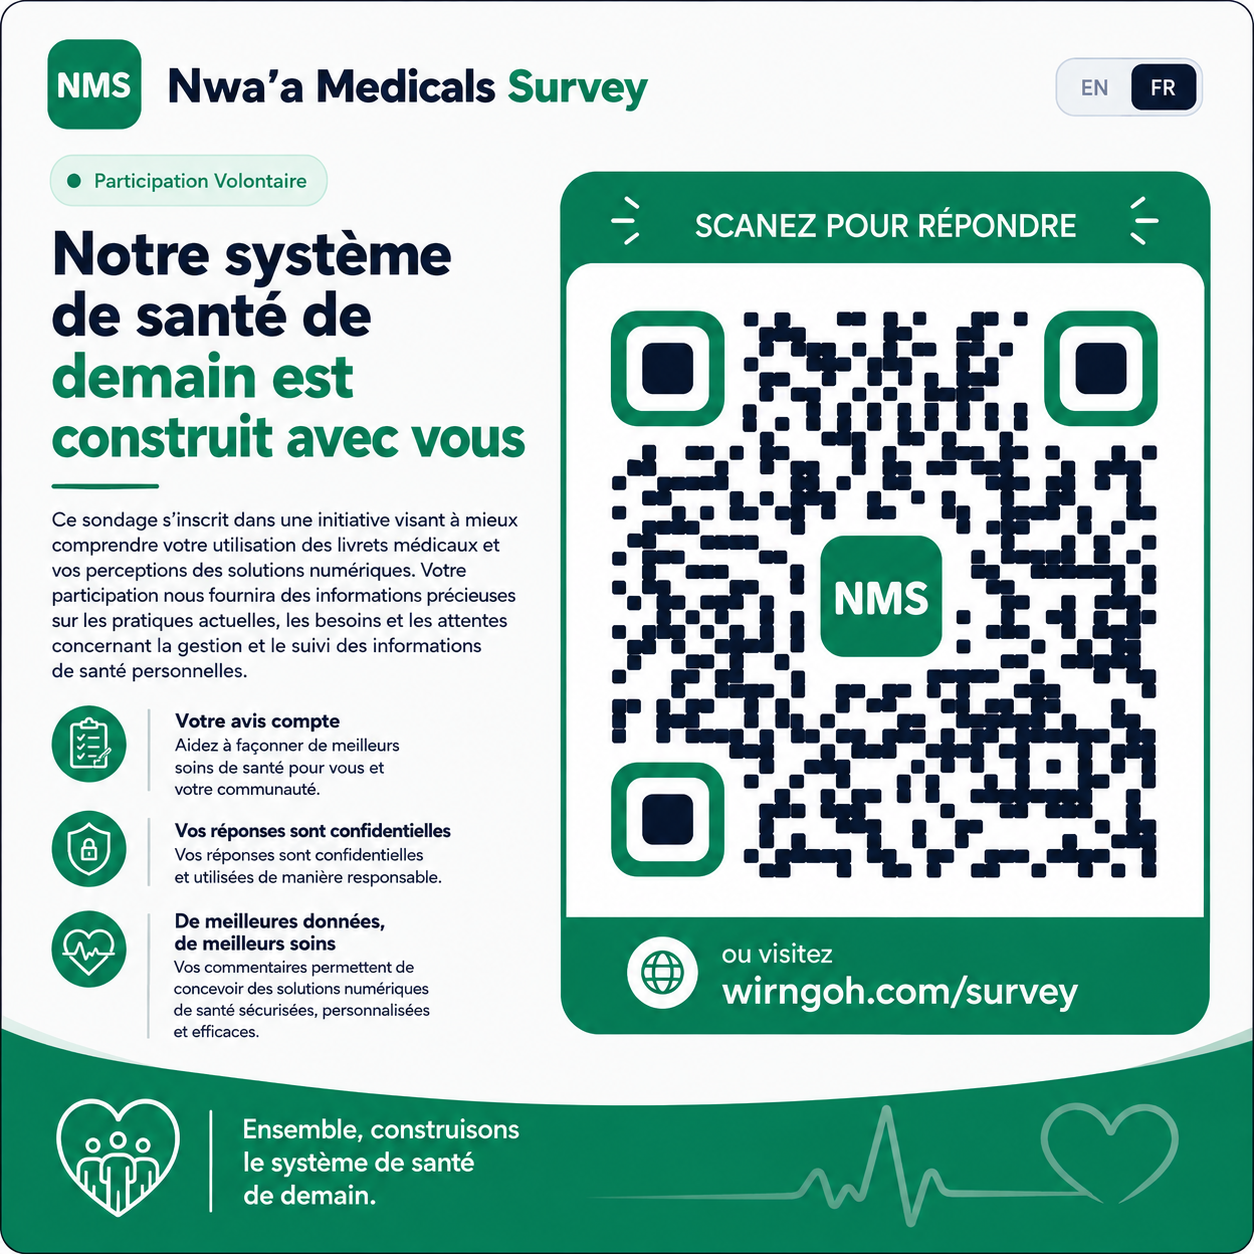 NMS
Nwa’a Medicals Survey
EN
FR
Participation Volontaire
Notre système
de santé de
demain est
construit avec vous
Ce sondage s’inscrit dans une initiative visant à mieux
comprendre votre utilisation des livrets médicaux et
vos perceptions des solutions numériques. Votre
participation nous fournira des informations précieuses
sur les pratiques actuelles, les besoins et les attentes
concernant la gestion et le suivi des informations
de santé personnelles.
Votre avis compte
Aidez à façonner de meilleurs
soins de santé pour vous et
votre communauté.
Vos réponses sont confidentielles
Vos réponses sont confidentielles
et utilisées de manière responsable.
De meilleures données,
de meilleurs soins
Vos commentaires permettent de
concevoir des solutions numériques
de santé sécurisées, personnalisées
et efficaces.
SCANEZ POUR RÉPONDRE
NMS
ou visitez
wirngoh.com/survey
Ensemble, construisons
le système de santé
de demain.